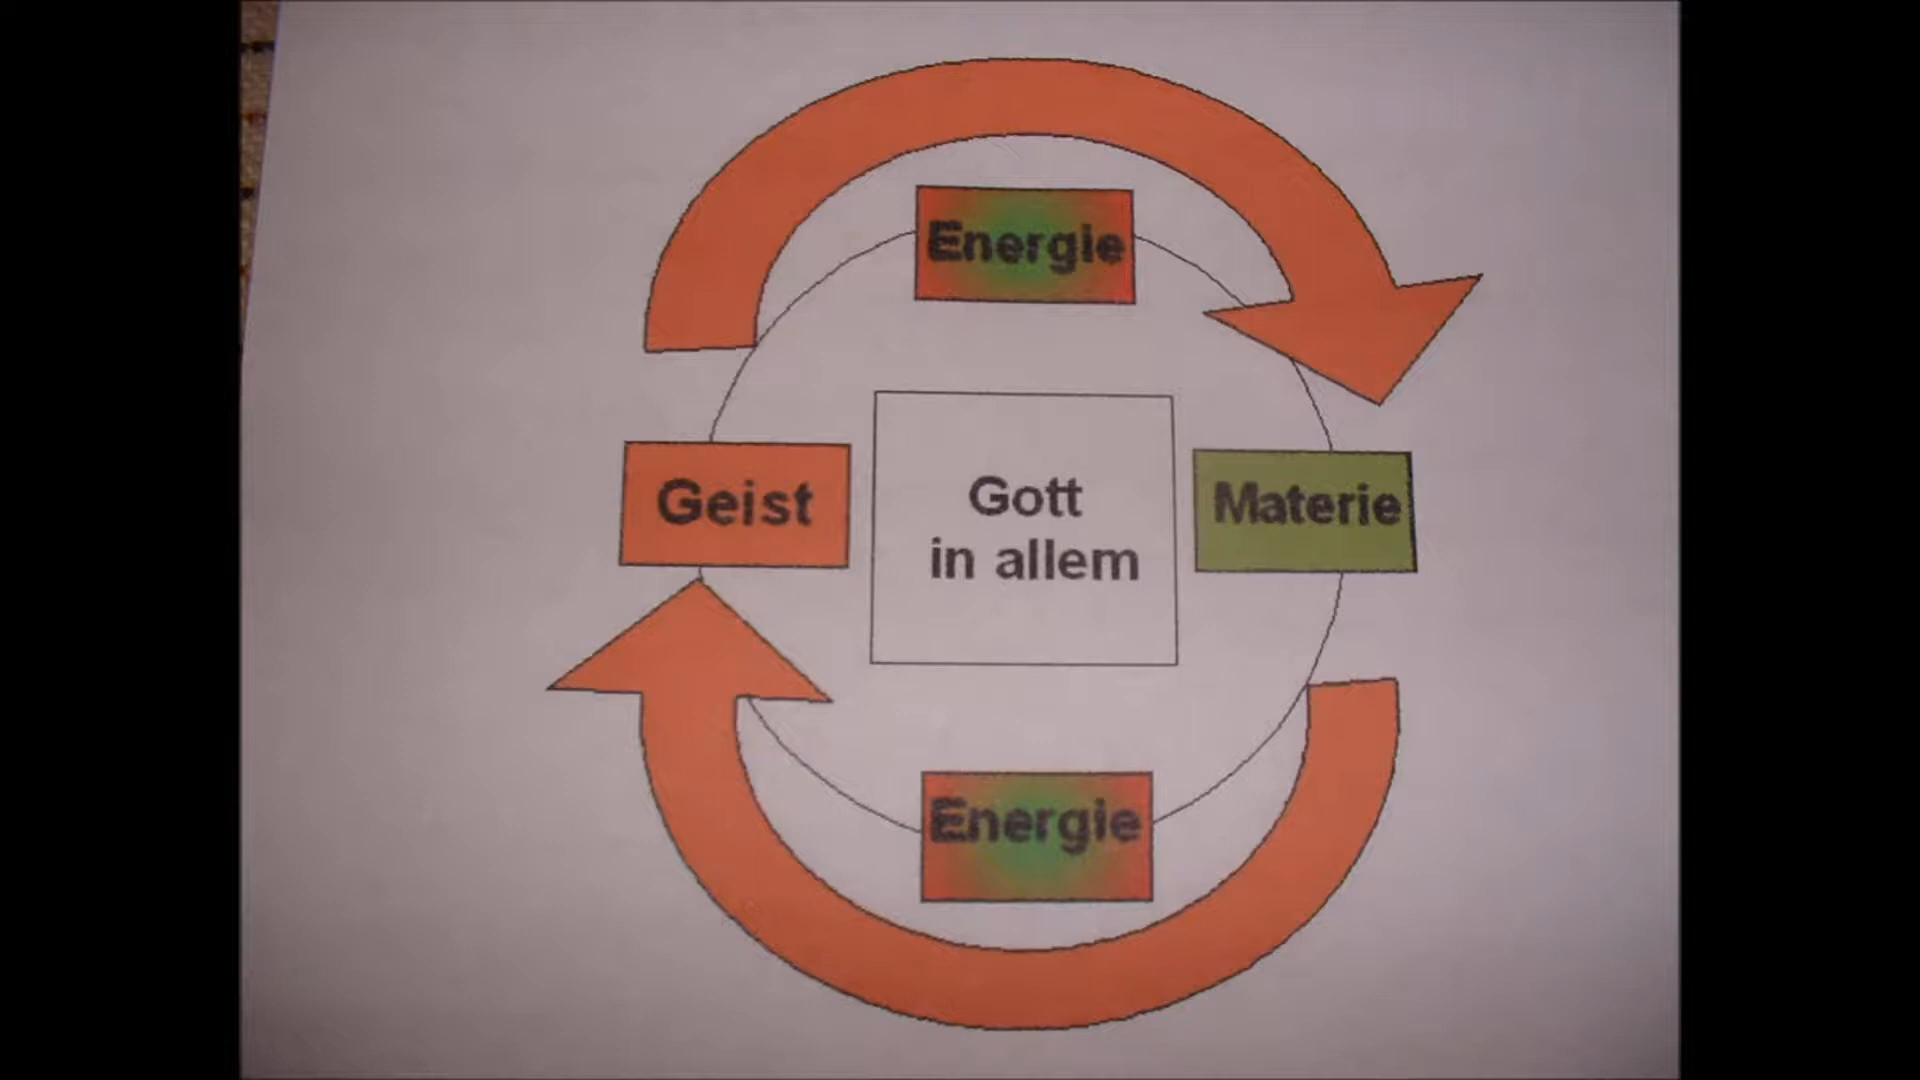 Energie
Geist
Gott
in allem
Materie
Energie